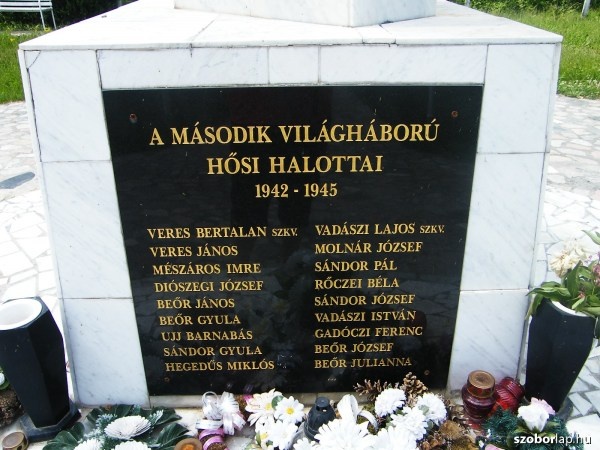 A MÁSODIK VILÁGHÁBORÚ
HŐSI HALOTTAI
1942 - 1945
VERES BERTALAN SZKV.
VERES JÁNOS
MÉSZÁROS IMRE
DIÓSZEGI JÓZSEF
BEŐR JÁNOS
BEŐR GYULA
UJJ BARNABÁS
SÁNDOR GYULA
HEGEDŰS MIKLÓS
VADÁSZI LAJOS SZKV.
MOLNÁR JÓZSEF
SÁNDOR PÁL
RŐCZEI BÉLA
SÁNDOR JÓZSEF
VADÁSZI ISTVÁN
GADÓCZI FERENC
BEŐR JÓZSEF
BEŐR JULIANNA
szoborlap.hu